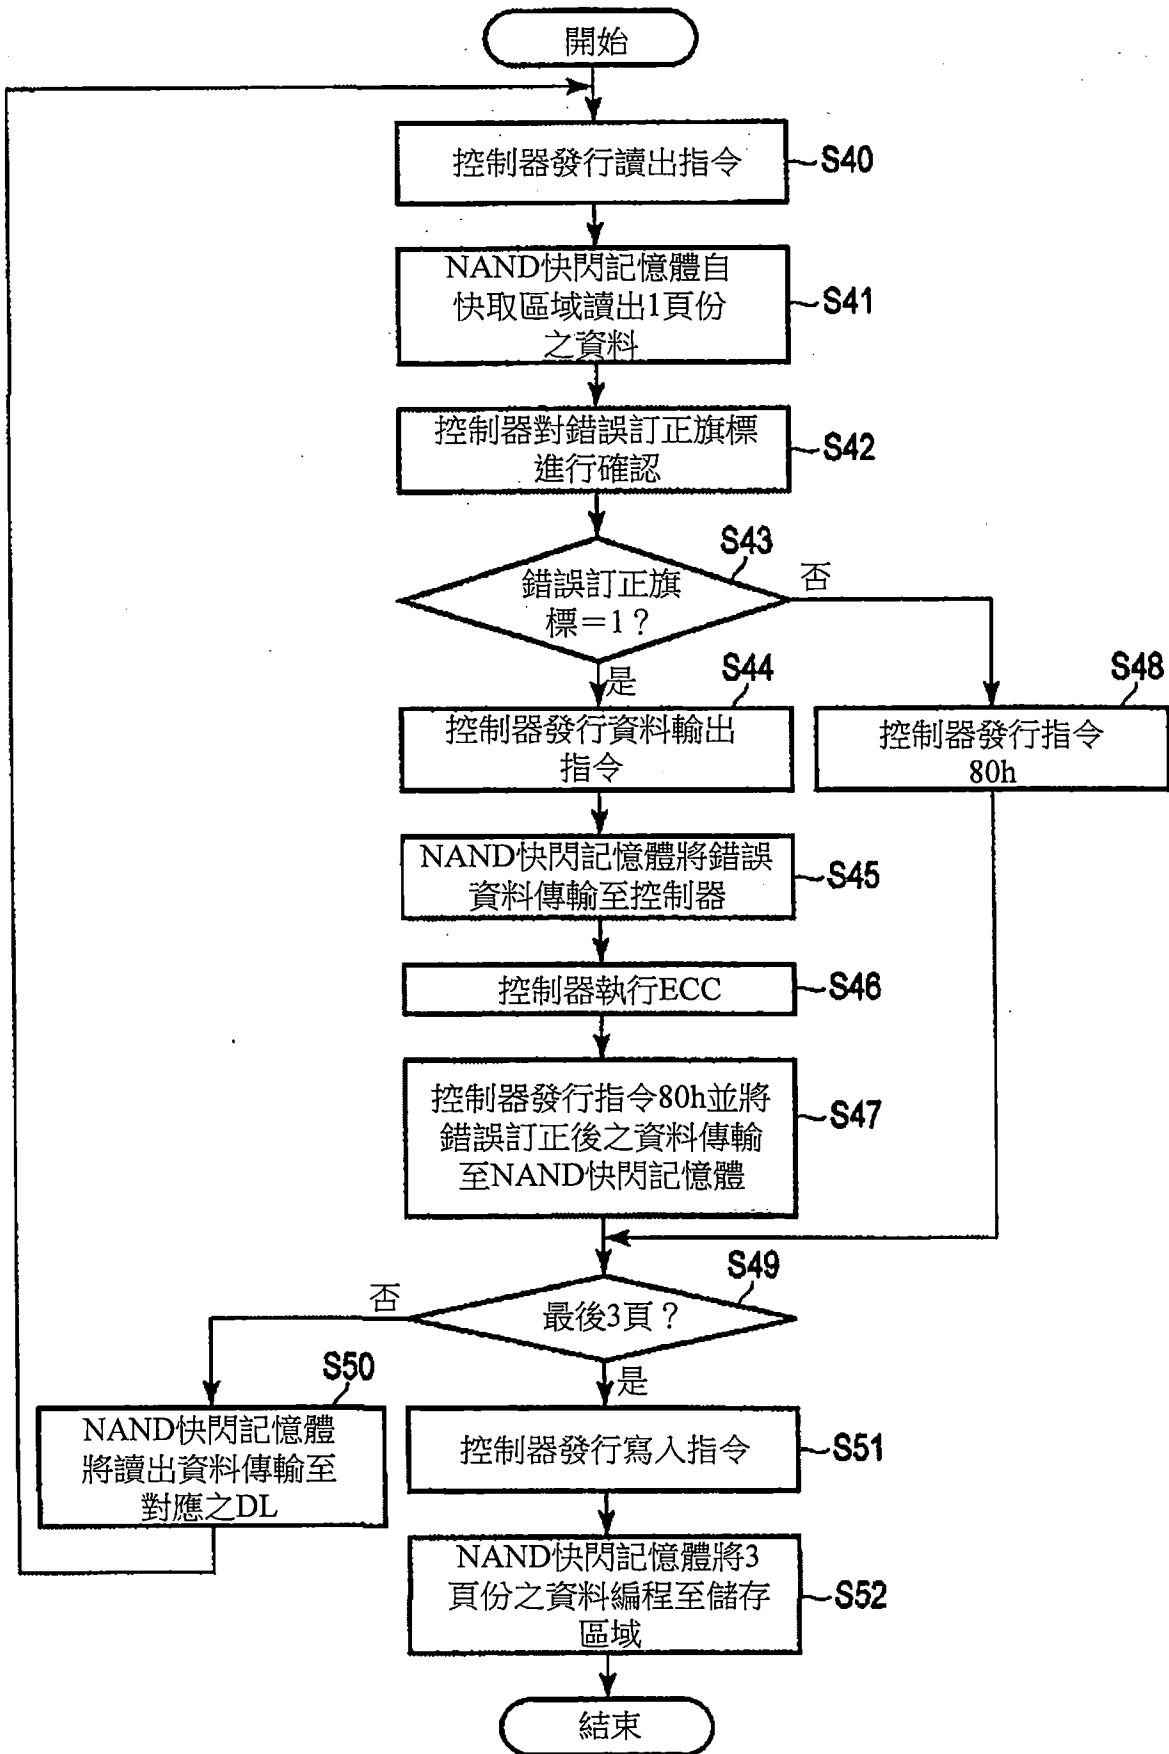 開始
控制器發行讀出指令
S40
NAND快閃記憶體自
快取區域讀出1頁份
之資料
S41
控制器對錯誤訂正旗標
進行確認
S42
S43
錯誤訂正旗
標＝1？
否
是
S44
控制器發行資料輸出
指令
S48
控制器發行指令
80h
NAND快閃記憶體將錯誤
資料傳輸至控制器
S45
控制器執行ECC
S46
控制器發行指令80h並將
錯誤訂正後之資料傳輸
至NAND快閃記憶體
S47
S49
最後3頁？
否
是
S50
NAND快閃記憶體
將讀出資料傳輸至
對應之DL
控制器發行寫入指令
S51
NAND快閃記憶體將3
頁份之資料編程至儲存
區域
S52
結束